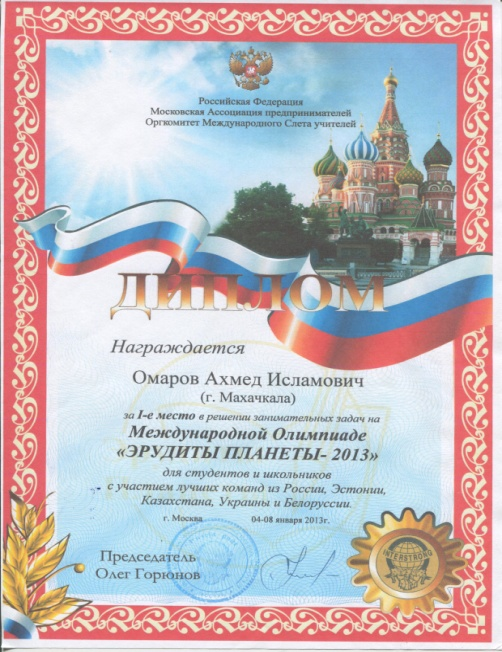 Российская Федерация
Московская Ассоциация предпринимателей
Оргкомитет Международного Слета учителей
ДИПЛОМ
Награждается
Омаров Ахмед Исламович
(г. Махачкала)
за I-е место в решении занимательных задач на
Международной Олимпиаде
«ЭРУДИТЫ ПЛАНЕТЫ- 2013»
для студентов и школьников
с участием лучших команд из России, Эстонии,
Казахстана, Украины и Белоруссии.
г. Москва 04-08 января 2013г.
Председатель
Олег Горюнов
INTERSTRONG